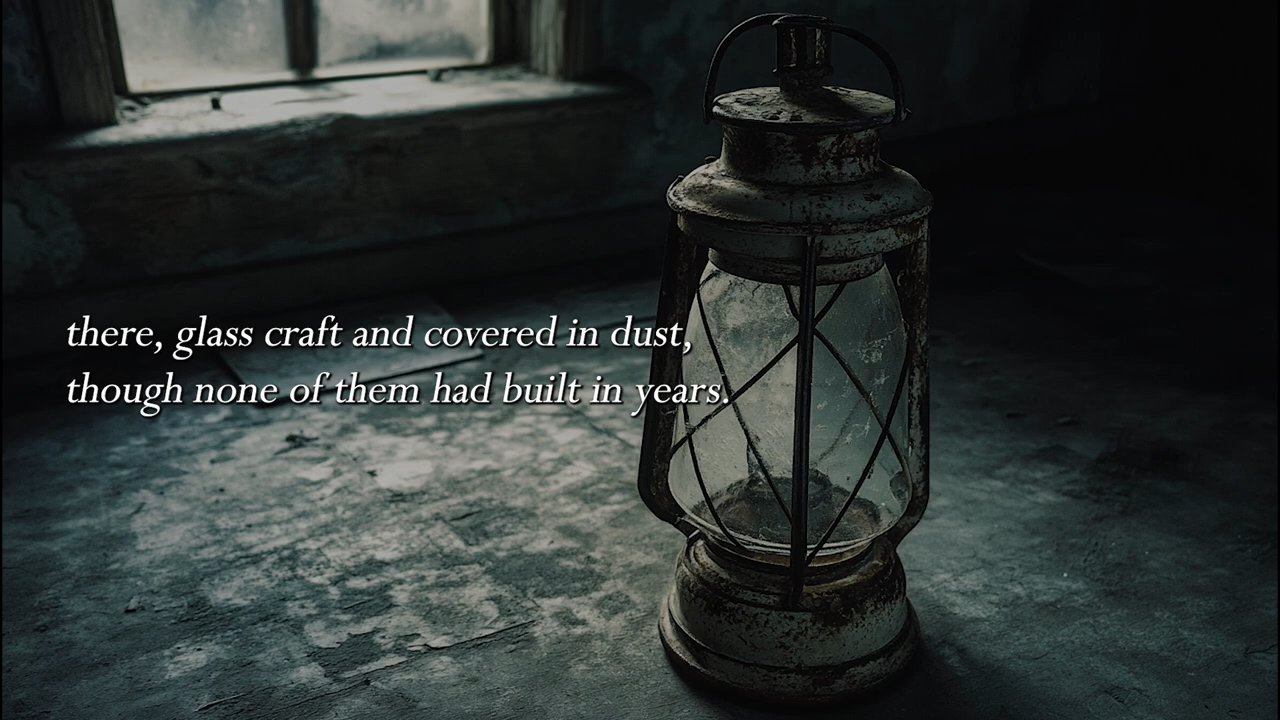 there, glass craft and covered in dust,
though none of them had built in years.